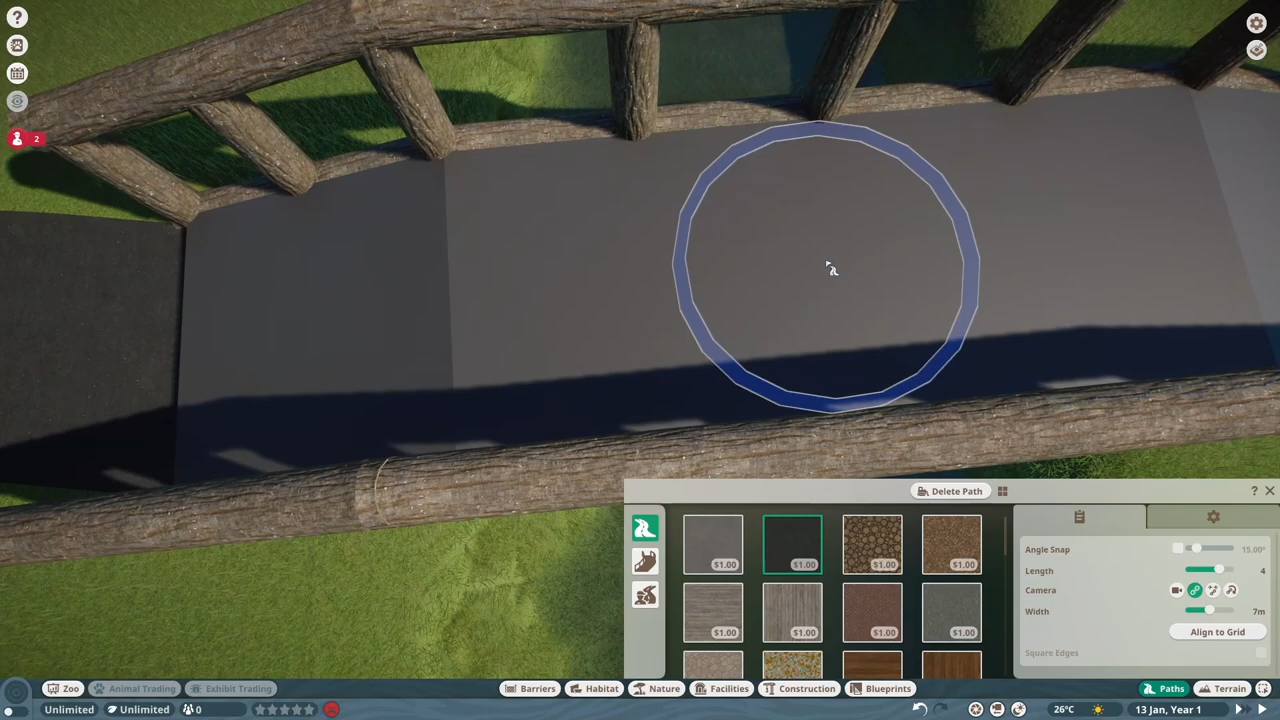 ?
2
Delete Path
?
$1.00 $1.00 $1.00 $1.00
$1.00 $1.00 $1.00 $1.00
Angle Snap 15.00°
Length 4
Camera
Width 7m
Align to Grid
Square Edges
Zoo Animal Trading Exhibit Trading Barriers Habitat Nature Facilities Construction Blueprints Paths Terrain
Unlimited Unlimited 0 26°C 13 Jan, Year 1